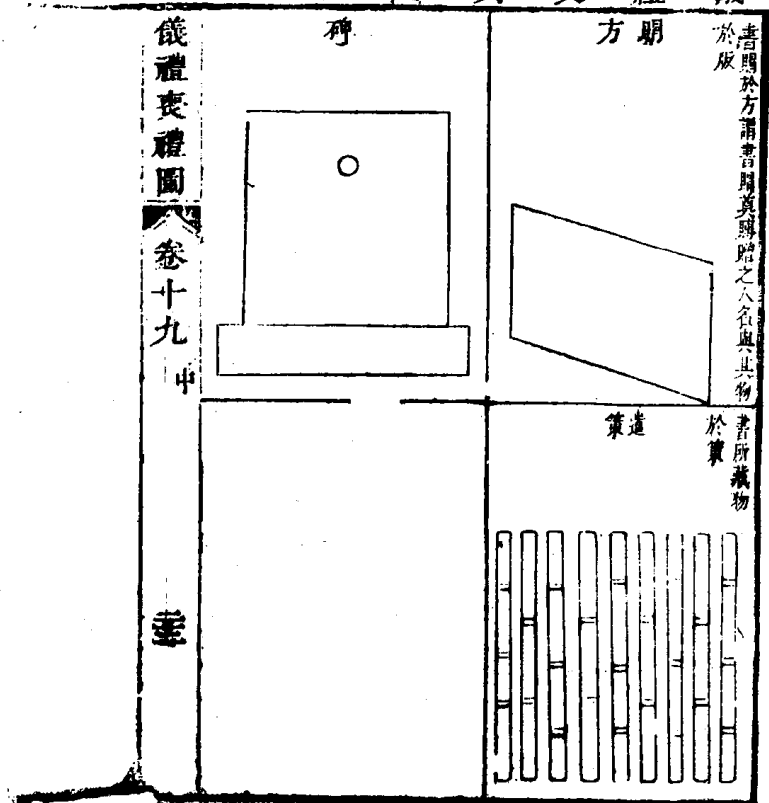 書賵於方謂書賵奠賻贈之人名與其物
於版
賵方
書所藏物
於策
遣策
碑
儀禮喪禮圖
卷十九
中